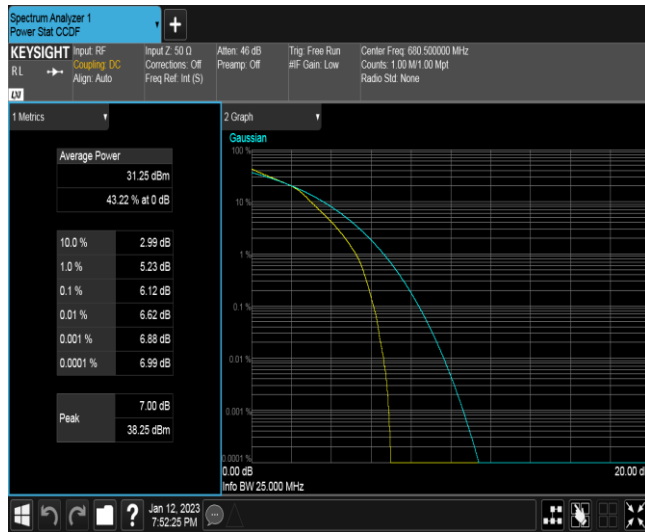 Spectrum Analyzer 1
Power Stat CCDF
+
KEYSIGHT
RL
LXI
Input: RF
Coupling: DC
Align: Auto
Input Z: 50 Ω
Corrections: Off
Freq Ref: Int (S)
Atten: 46 dB
Preamp: Off
Trig: Free Run
#IF Gain: Low
Center Freq: 680.500000 MHz
Counts: 1.00 M/1.00 Mpt
Radio Std: None
1 Metrics
Average Power
31.25 dBm
43.22 % at 0 dB
10.0 % 2.99 dB
1.0 % 5.23 dB
0.1 % 6.12 dB
0.01 % 6.62 dB
0.001 % 6.88 dB
0.0001 % 6.99 dB
Peak
7.00 dB
38.25 dBm
2 Graph
Gaussian
100 %
10 %
1 %
0.1 %
0.01 %
0.001 %
0.0001 %
0.00 dB
20.00 d
Info BW 25.000 MHz
?
Jan 12, 2023
7:52:25 PM